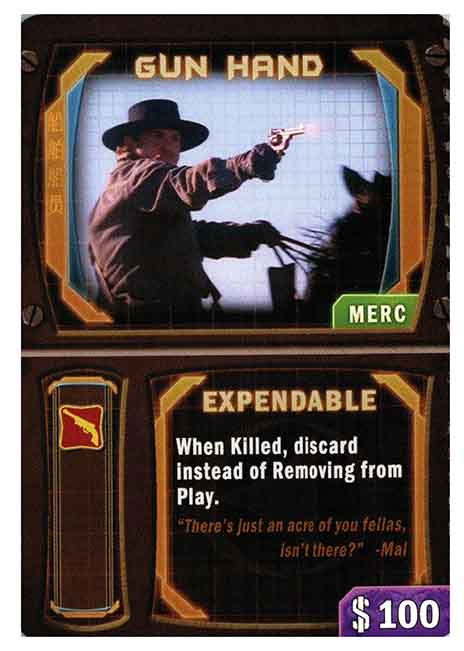 GUN HAND
MERC
EXPENDABLE
When Killed, discard
instead of Removing from
Play.
"There's just an acre of you fellas,
isn't there?" -Mal
$100